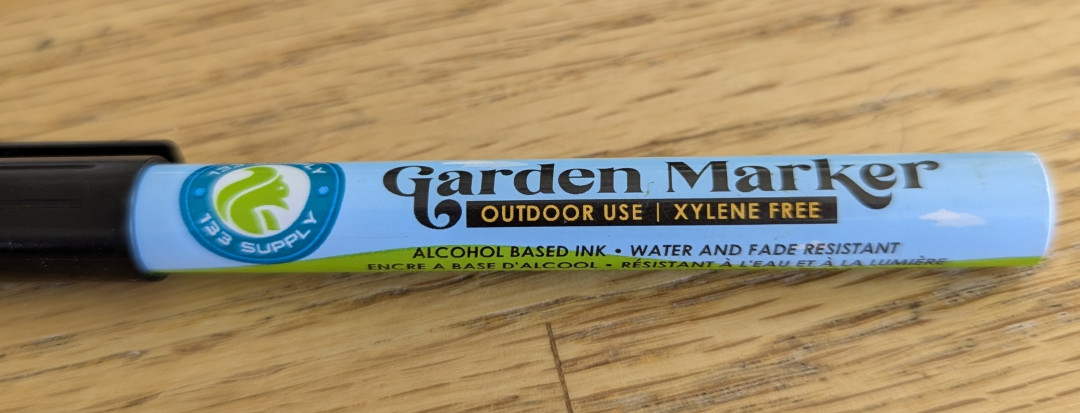 133 SUPPLY
Garden Marker
OUTDOOR USE | XYLENE FREE
ALCOHOL BASED INK • WATER AND FADE RESISTANT
ENCRE A BASE D'ALCOOL • RÉSISTANT À L'EAU ET À LA LUMIÈRE